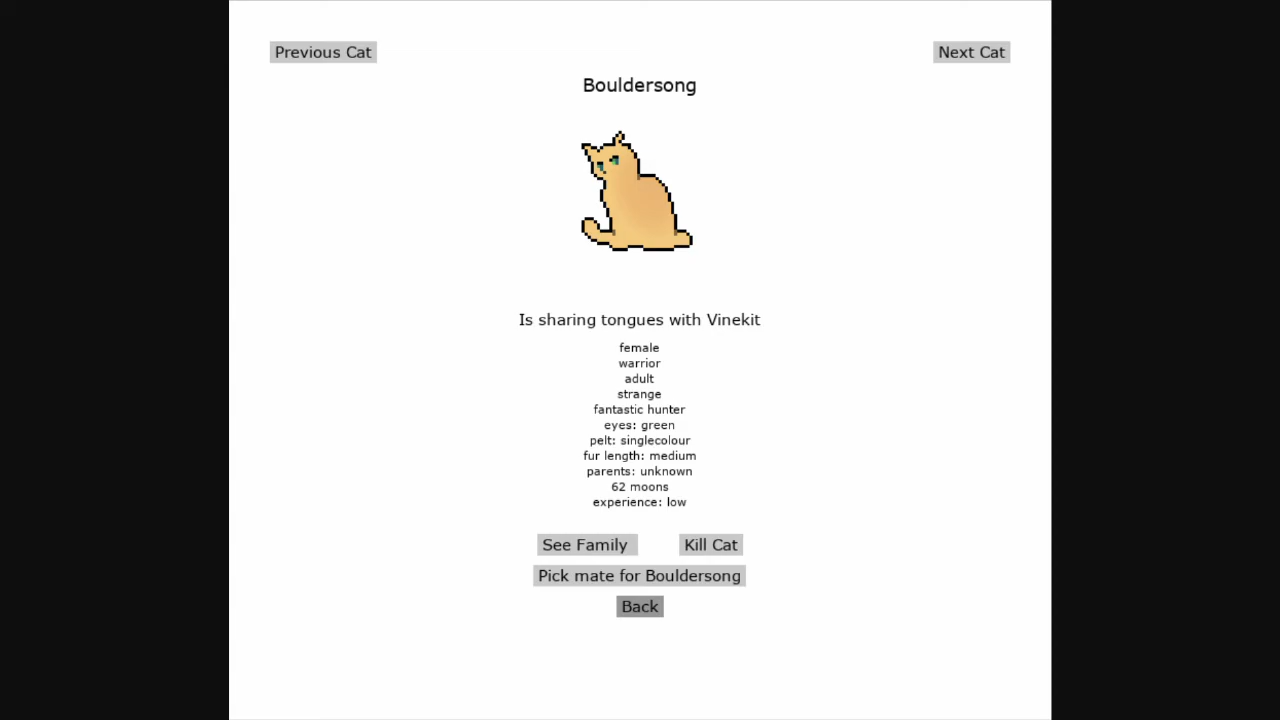 Previous Cat
Next Cat
Bouldersong
Is sharing tongues with Vinekit
female
warrior
adult
strange
fantastic hunter
eyes: green
pelt: singlecolour
fur length: medium
parents: unknown
62 moons
experience: low
See Family
Kill Cat
Pick mate for Bouldersong
Back